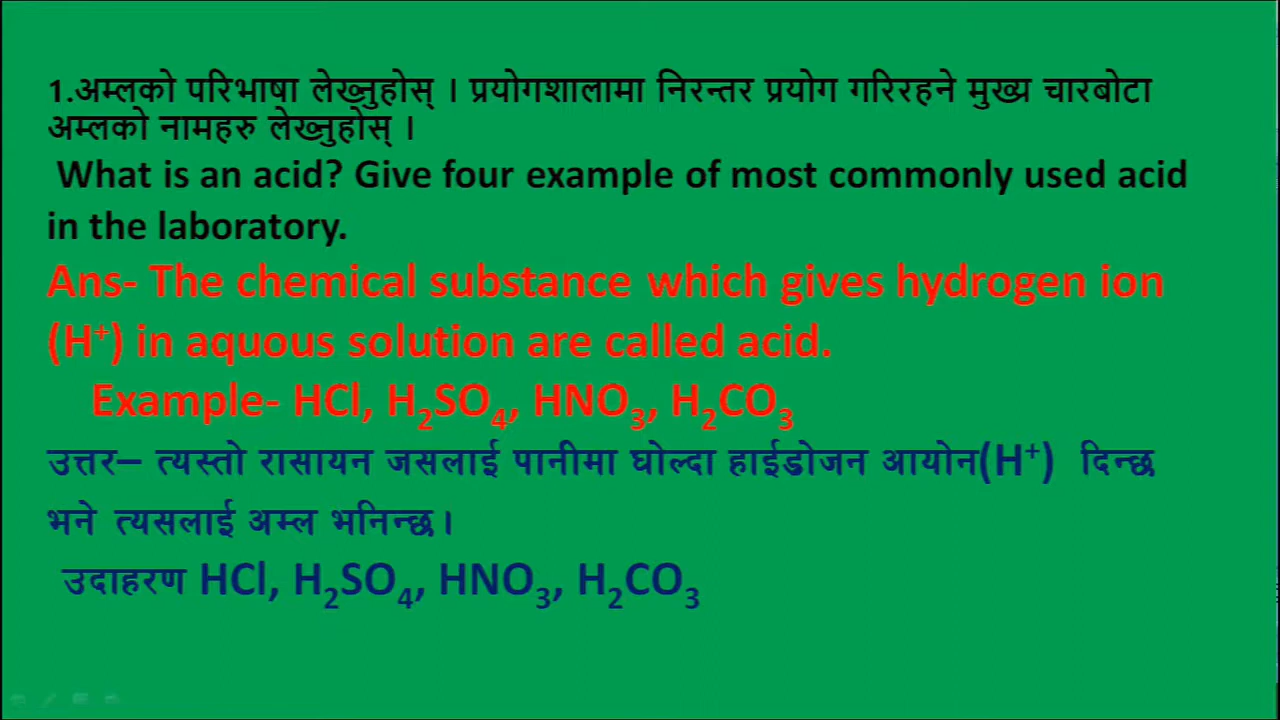 1.अम्लको परिभाषा लेख्नुहोस् । प्रयोगशालामा निरन्तर प्रयोग गरिरहने मुख्य चारबोटा
अम्लको नामहरु लेख्नुहोस् ।
What is an acid? Give four example of most commonly used acid
in the laboratory.
Ans- The chemical substance which gives hydrogen ion
(H⁺) in aquous solution are called acid.
Example- HCl, H₂SO₄, HNO₃, H₂CO₃
उत्तर– त्यस्तो रासायन जसलाई पानीमा घोल्दा हाईडोजन आयोन(H⁺) दिन्छ
भने त्यसलाई अम्ल भनिन्छ।
उदाहरण HCl, H₂SO₄, HNO₃, H₂CO₃